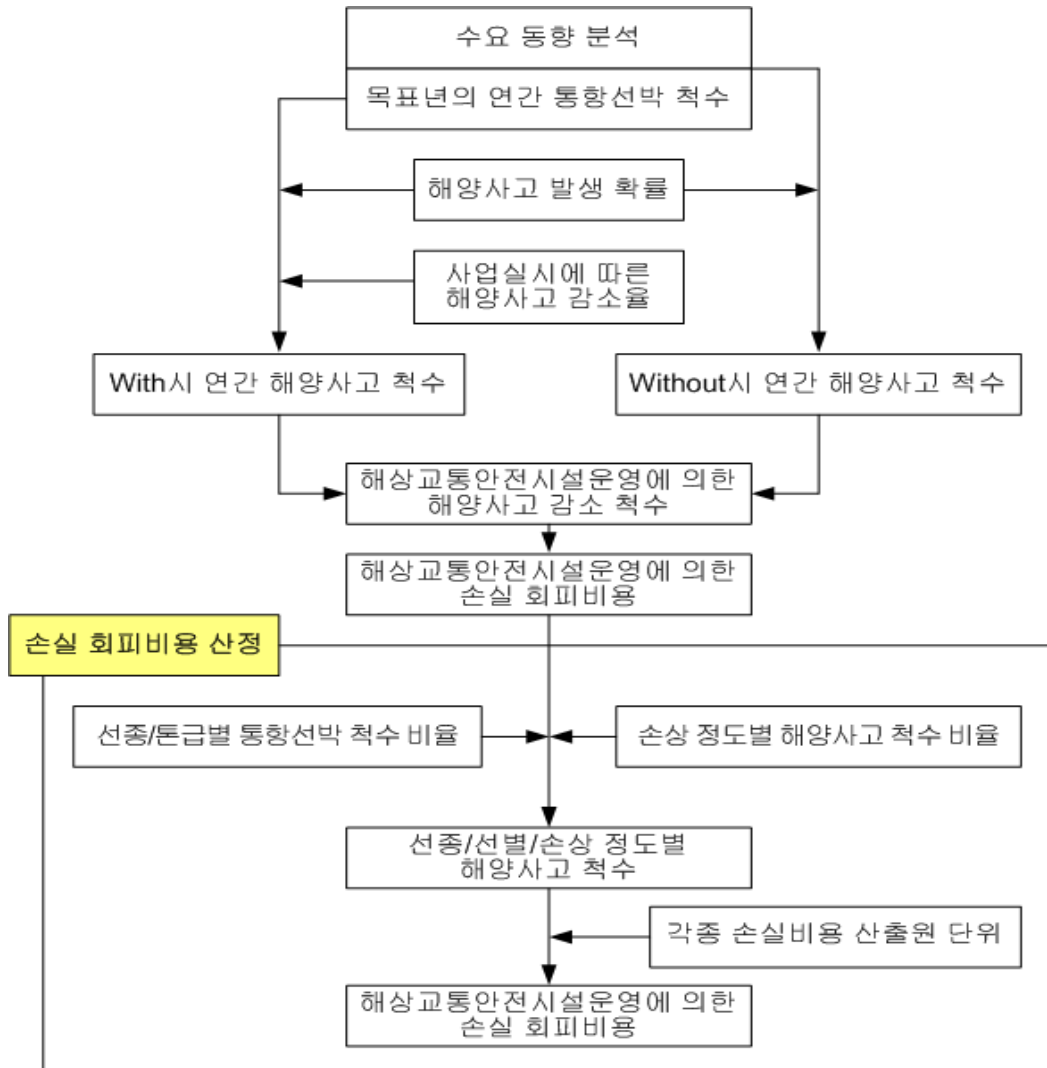 수요 동향 분석
목표년의 연간 통항선박 척수
해양사고 발생 확률
사업실시에 따른
해양사고 감소율
With시 연간 해양사고 척수
Without시 연간 해양사고 척수
해상교통안전시설운영에 의한
해양사고 감소 척수
해상교통안전시설운영에 의한
손실 회피비용
손실 회피비용 산정
선종/톤급별 통항선박 척수 비율
손상 정도별 해양사고 척수 비율
선종/선별/손상 정도별
해양사고 척수
각종 손실비용 산출원 단위
해상교통안전시설운영에 의한
손실 회피비용